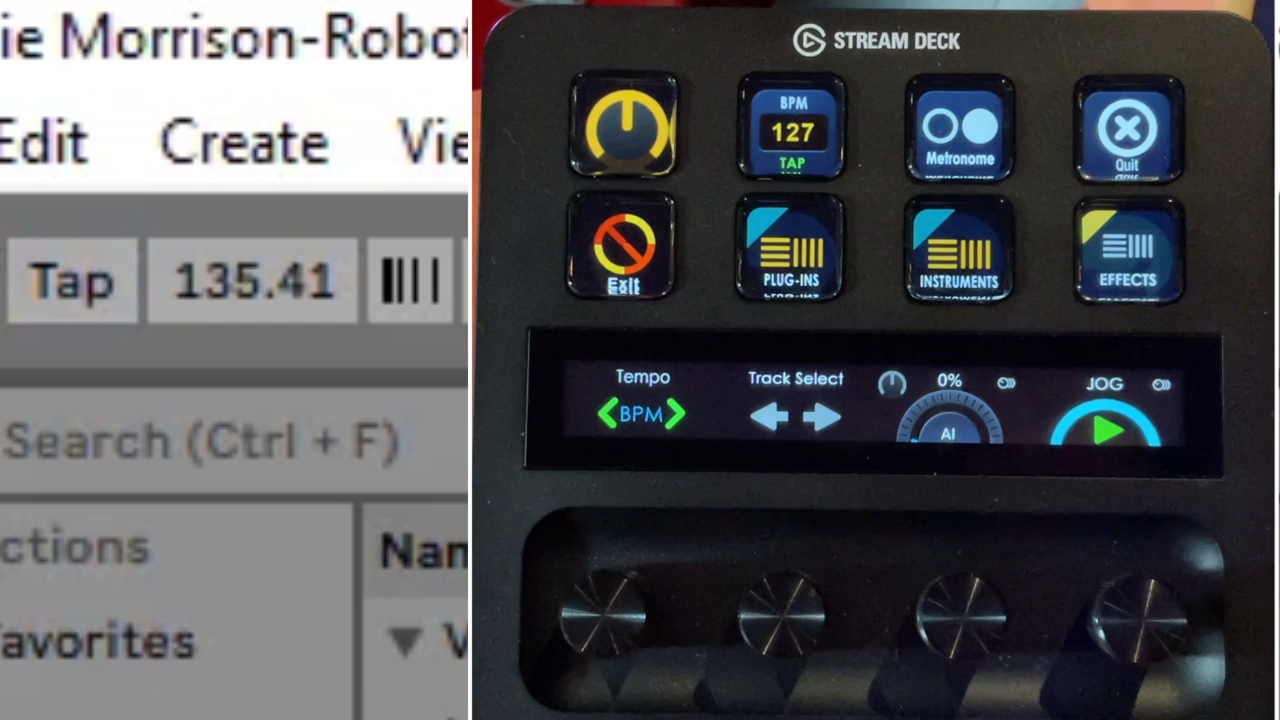 ie Morrison-Robot
Edit Create Vie
Tap 135.41
Search (Ctrl + F)
ctions
Nam
avorites
V
STREAM DECK
BPM
127
TAP
Metronome
Quit
Exit
PLUG-INS
INSTRUMENTS
EFFECTS
Tempo
BPM
Track Select
0%
AI
JOG